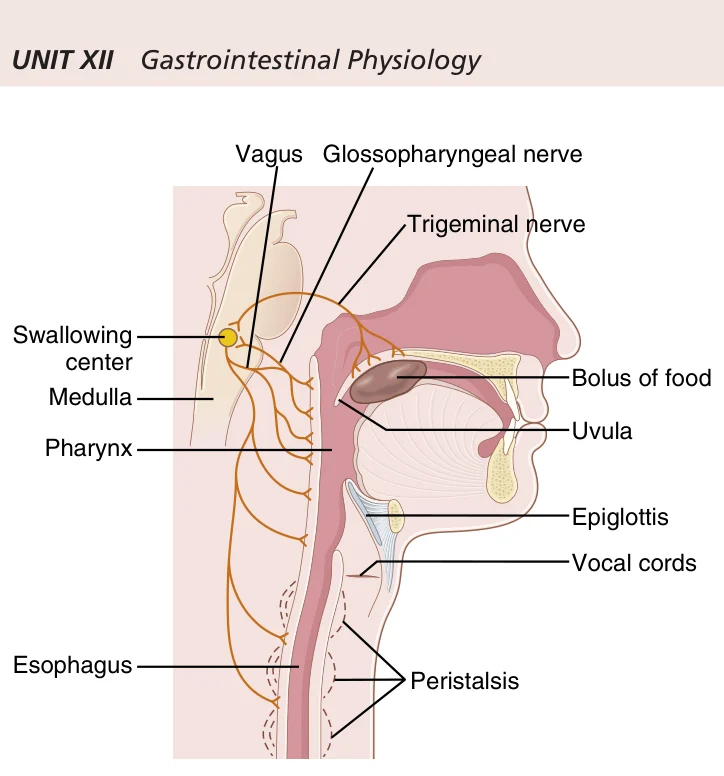 UNIT XII Gastrointestinal Physiology
Vagus Glossopharyngeal nerve
Trigeminal nerve
Swallowing
center
Bolus of food
Medulla
Uvula
Pharynx
Epiglottis
Vocal cords
Esophagus
Peristalsis